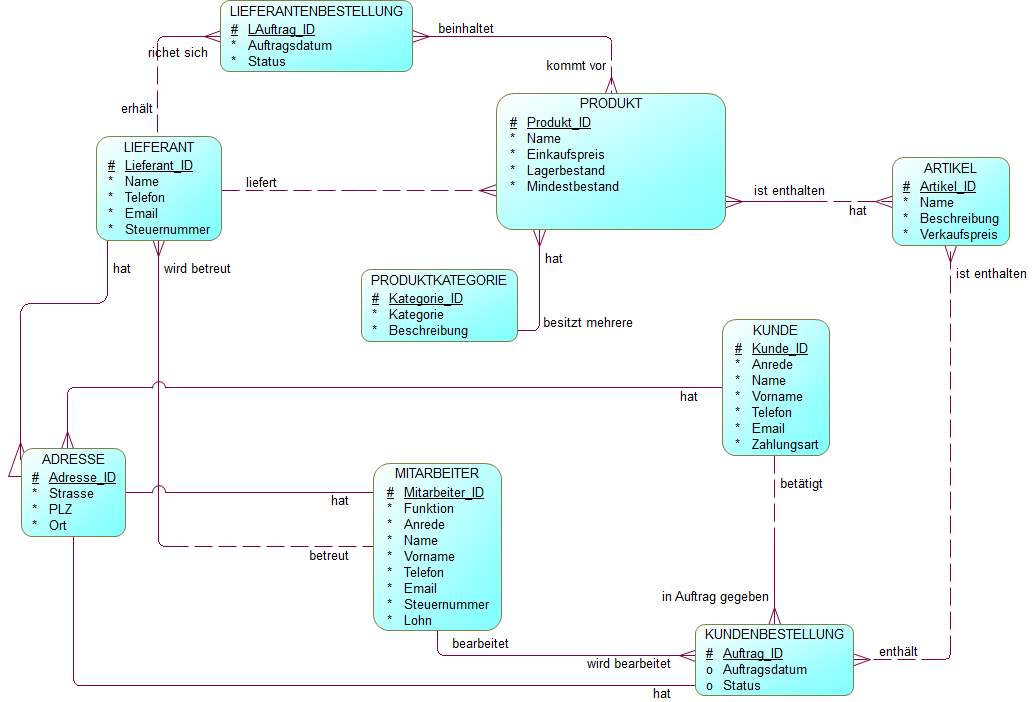 LIEFERANTENBESTELLUNG
# LAuftrag_ID
* Auftragsdatum
* Status
beinhaltet
richet sich
kommt vor
erhält
PRODUKT
# Produkt_ID
* Name
* Einkaufspreis
* Lagerbestand
* Mindestbestand
LIEFERANT
# Lieferant_ID
* Name
* Telefon
* Email
* Steuernummer
liefert
ARTIKEL
# Artikel_ID
* Name
* Beschreibung
* Verkaufspreis
ist enthalten
hat
hat
wird betreut
hat
ist enthalten
PRODUKTKATEGORIE
# Kategorie_ID
* Kategorie
* Beschreibung
besitzt mehrere
KUNDE
# Kunde_ID
* Anrede
* Name
* Vorname
* Telefon
* Email
* Zahlungsart
hat
ADRESSE
# Adresse_ID
* Strasse
* PLZ
* Ort
hat
MITARBEITER
# Mitarbeiter_ID
* Funktion
* Anrede
* Name
* Vorname
* Telefon
* Email
* Steuernummer
* Lohn
betätigt
betreut
in Auftrag gegeben
bearbeitet
wird bearbeitet
KUNDENBESTELLUNG
# Auftrag_ID
o Auftragsdatum
o Status
enthält
hat